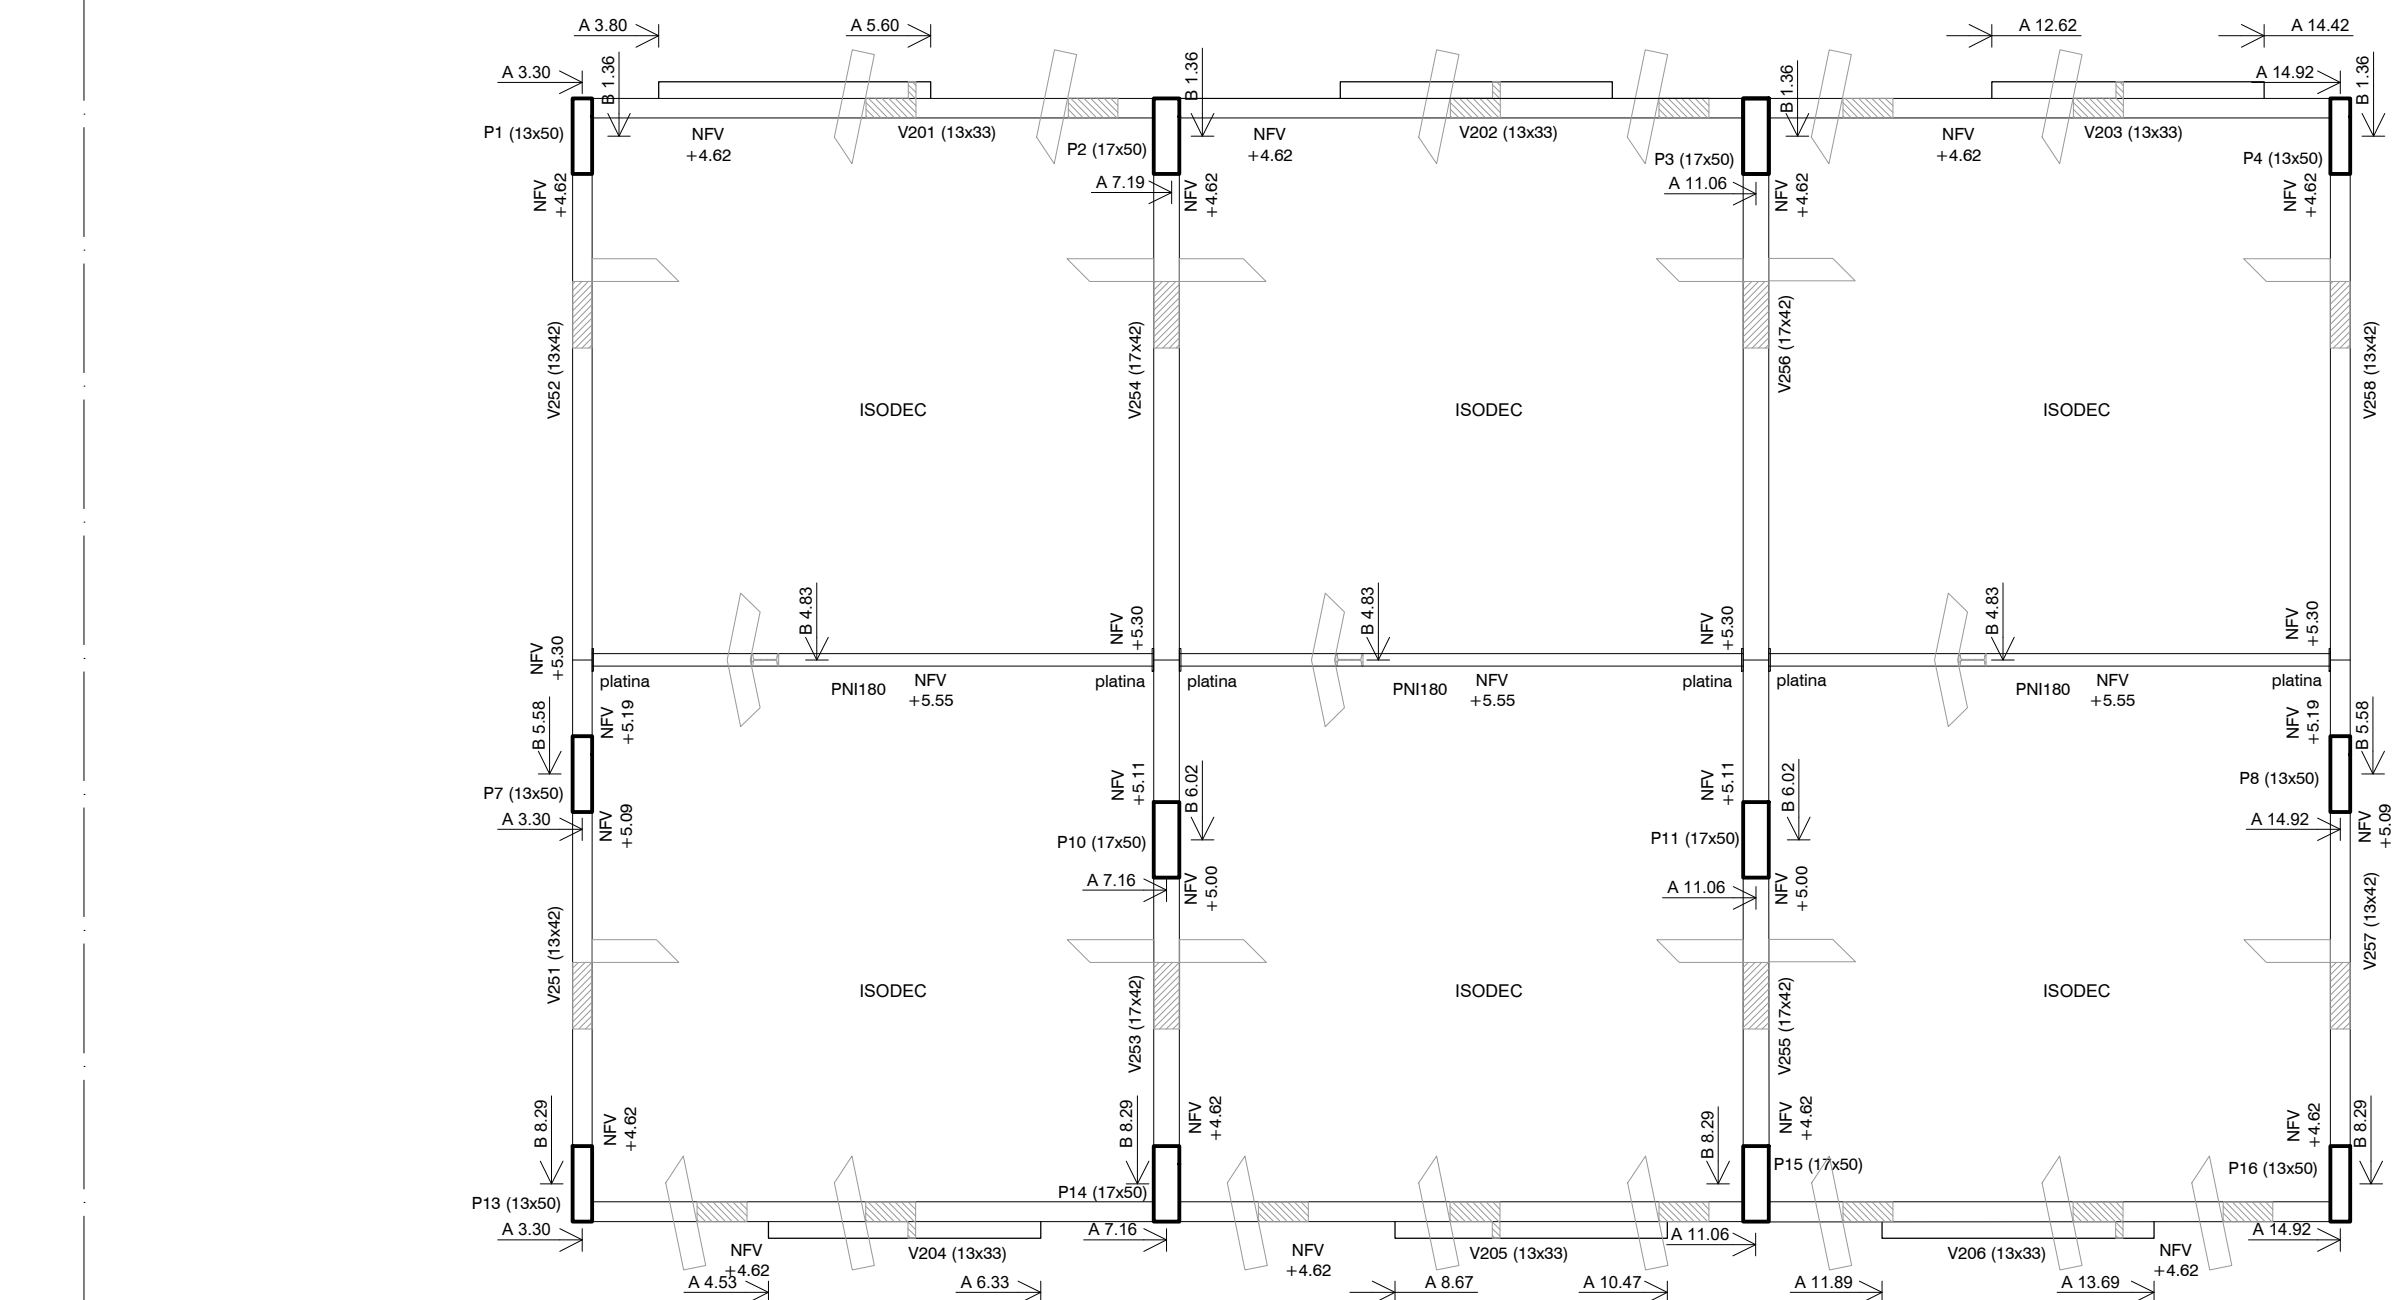 A 3.80
A 5.60
A 12.62
A 14.42
A 3.30
B 1.36
B 1.36
B 1.36
A 14.92
B 1.36
P1 (13x50)
NFV
+4.62
V201 (13x33)
P2 (17x50)
NFV
+4.62
V202 (13x33)
P3 (17x50)
NFV
+4.62
V203 (13x33)
P4 (13x50)
NFV
+4.62
A 7.19
NFV
+4.62
A 11.06
NFV
+4.62
NFV
+4.62
V252 (13x42)
V254 (17x42)
V256 (17x42)
V258 (13x42)
ISODEC
ISODEC
ISODEC
NFV
+5.30
B 4.83
NFV
+5.30
B 4.83
NFV
+5.30
B 4.83
NFV
+5.30
platina
PNI180
NFV
+5.55
platina
platina
PNI180
NFV
+5.55
platina
platina
PNI180
NFV
+5.55
platina
B 5.58
NFV
+5.19
NFV
+5.19
B 5.58
P7 (13x50)
A 3.30
NFV
+5.09
NFV
+5.11
B 6.02
P10 (17x50)
A 7.16
NFV
+5.00
NFV
+5.11
B 6.02
P11 (17x50)
A 11.06
NFV
+5.00
P8 (13x50)
A 14.92
NFV
+5.09
V251 (13x42)
V253 (17x42)
V255 (17x42)
V257 (13x42)
ISODEC
ISODEC
ISODEC
B 8.29
NFV
+4.62
B 8.29
NFV
+4.62
B 8.29
NFV
+4.62
NFV
+4.62
B 8.29
P13 (13x50)
P14 (17x50)
P15 (17x50)
P16 (13x50)
A 3.30
A 7.16
A 11.06
A 14.92
NFV
+4.62
V204 (13x33)
NFV
+4.62
V205 (13x33)
V206 (13x33)
NFV
+4.62
A 4.53
A 6.33
A 8.67
A 10.47
A 11.89
A 13.69